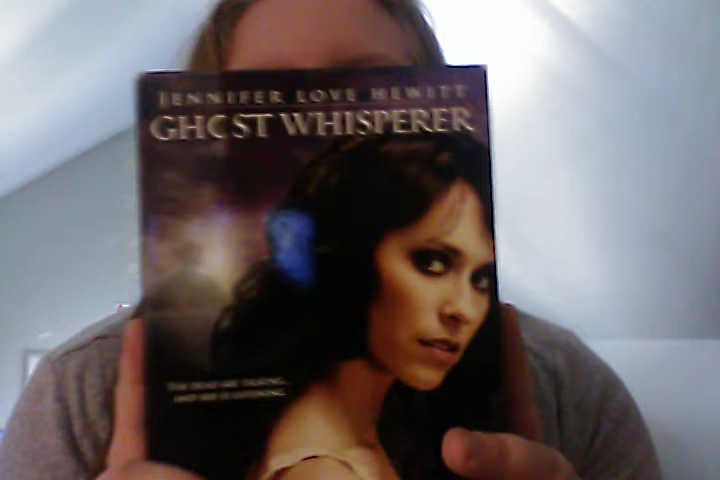 JENNIFER LOVE HEWITT
GHOST WHISPERER
THE DEAD ARE TALKING...
AND SHE IS LISTENING.